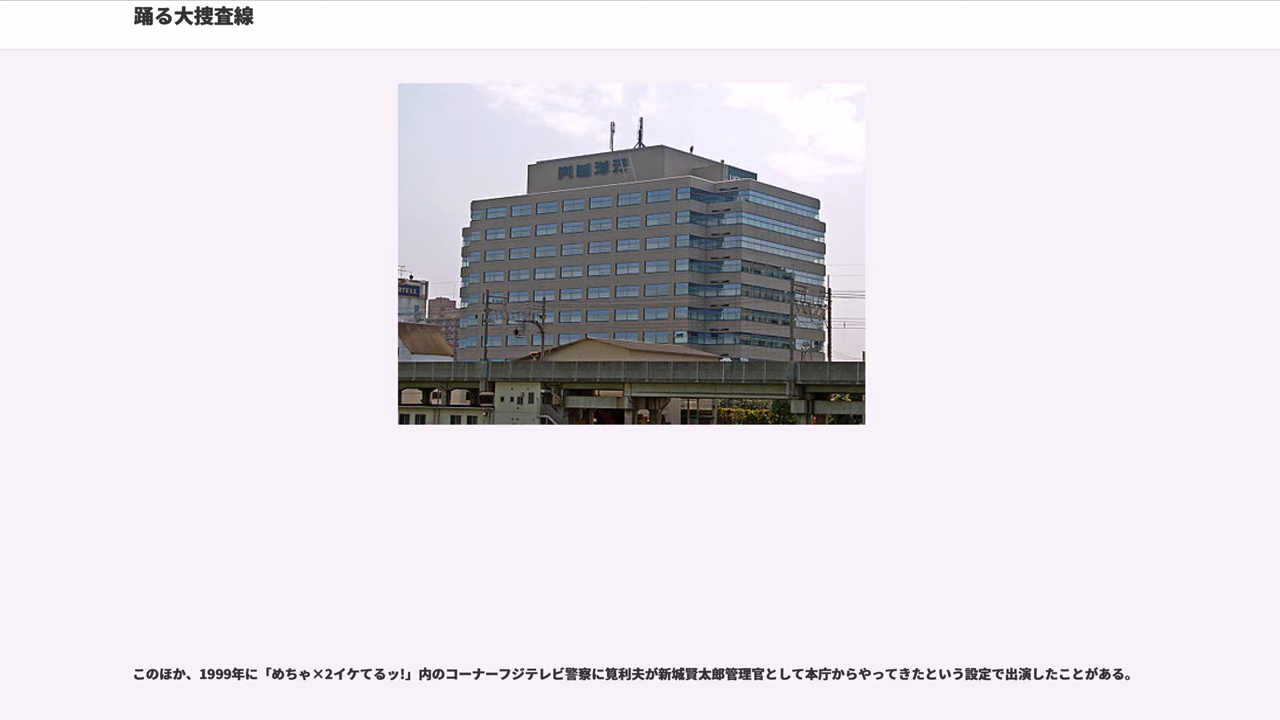 踊る大捜査線
このほか、1999年に「めちゃ×2イケてるッ!」内のコーナーフジテレビ警察に筧利夫が新城賢太郎管理官として本庁からやってきたという設定で出演したことがある。